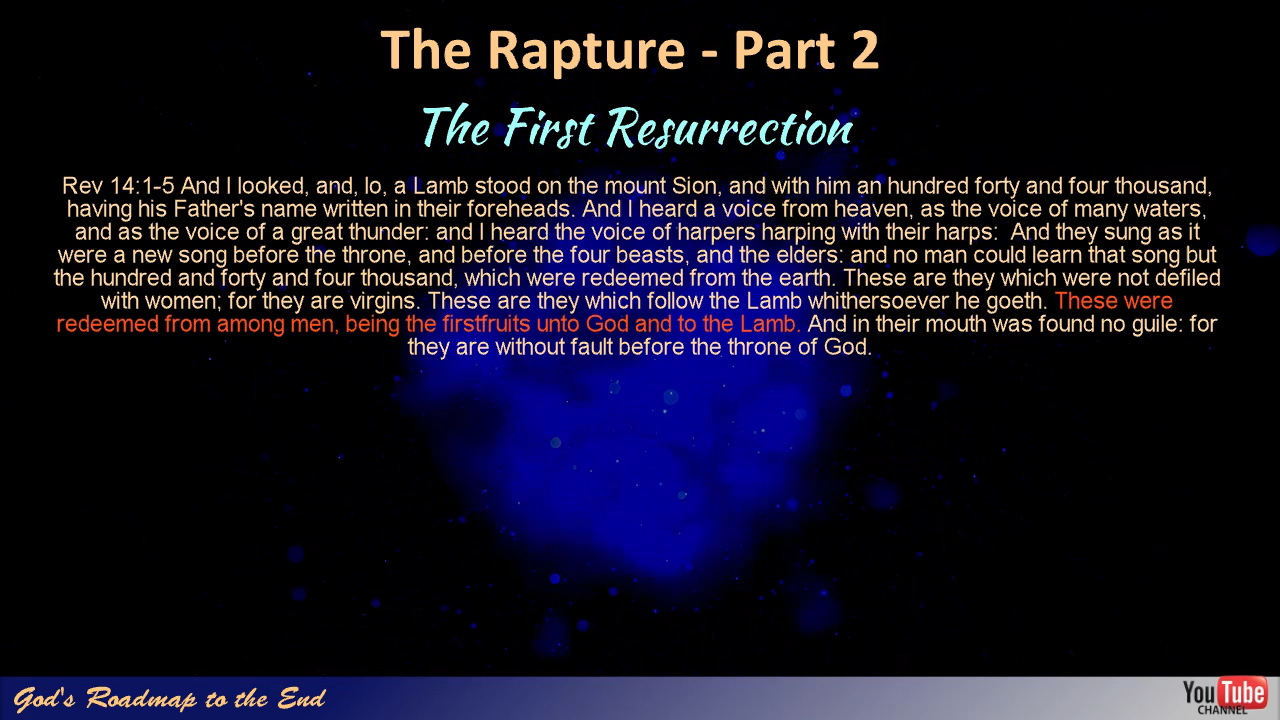 The Rapture - Part 2
The First Resurrection
Rev 14:1-5 And I looked, and, lo, a Lamb stood on the mount Sion, and with him an hundred forty and four thousand,
having his Father's name written in their foreheads. And I heard a voice from heaven, as the voice of many waters,
and as the voice of a great thunder: and I heard the voice of harpers harping with their harps:  And they sung as it
were a new song before the throne, and before the four beasts, and the elders: and no man could learn that song but
the hundred and forty and four thousand, which were redeemed from the earth. These are they which were not defiled
with women; for they are virgins. These are they which follow the Lamb whithersoever he goeth. These were
redeemed from among men, being the firstfruits unto God and to the Lamb. And in their mouth was found no guile: for
they are without fault before the throne of God.
God's Roadmap to the End
YouTube
CHANNEL